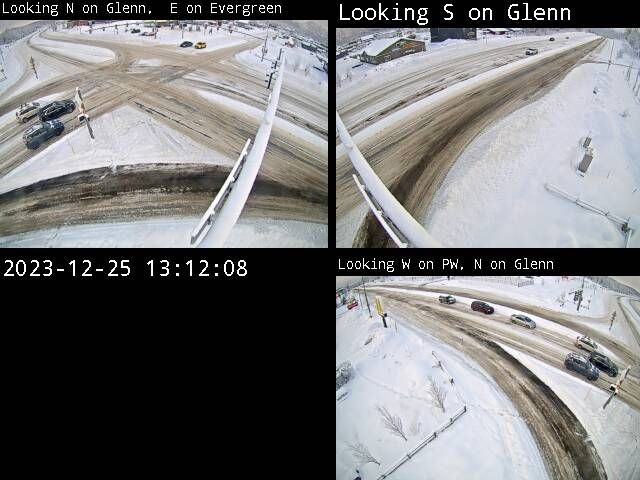 Looking N on Glenn,  E on Evergreen
Looking S on Glenn
2023-12-25 13:12:08
Looking W on PW, N on Glenn